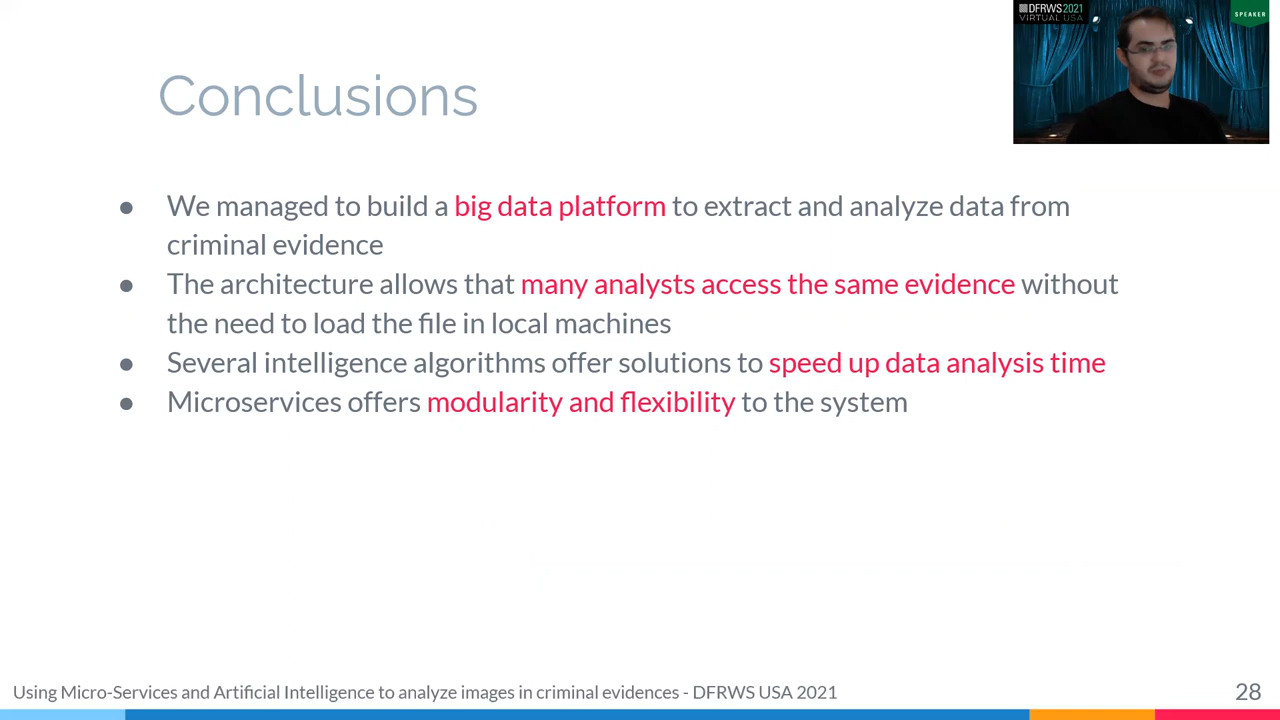 DFRWS2021
VIRTUAL USA
SPEAKER
Conclusions
● We managed to build a big data platform to extract and analyze data from
criminal evidence
● The architecture allows that many analysts access the same evidence without
the need to load the file in local machines
● Several intelligence algorithms offer solutions to speed up data analysis time
● Microservices offers modularity and flexibility to the system
Using Micro-Services and Artificial Intelligence to analyze images in criminal evidences - DFRWS USA 2021
28